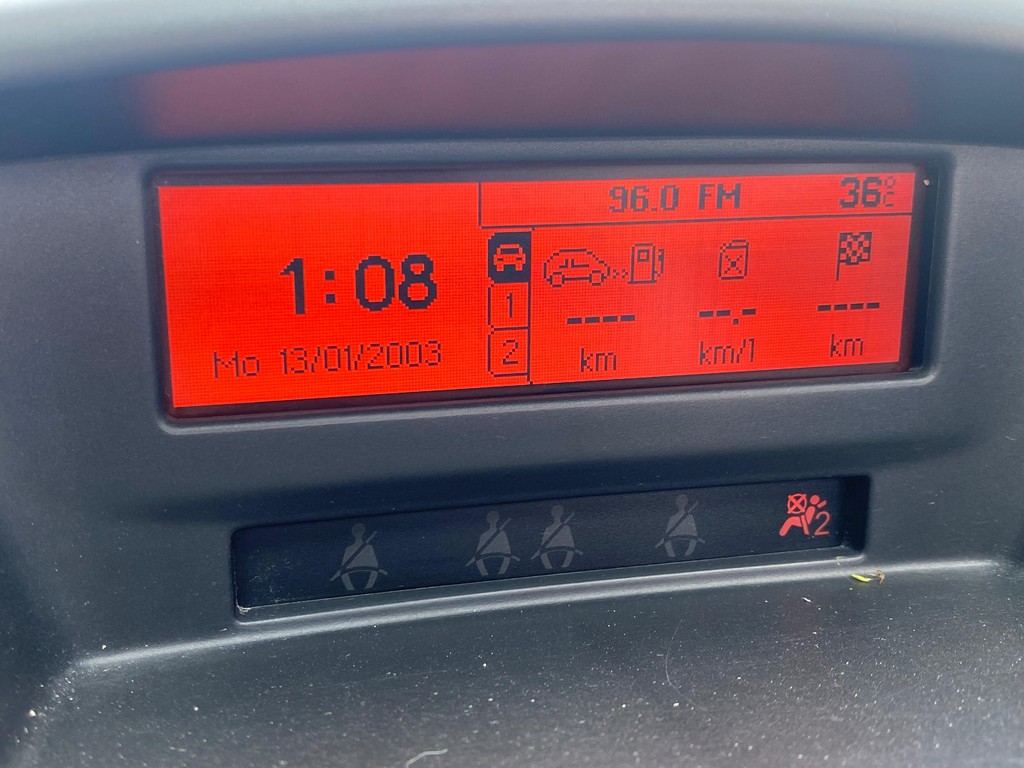 96.0 FM 36°C
1:08
1
2
---- --.- ----
km km/l km
Mo 13/01/2003
2